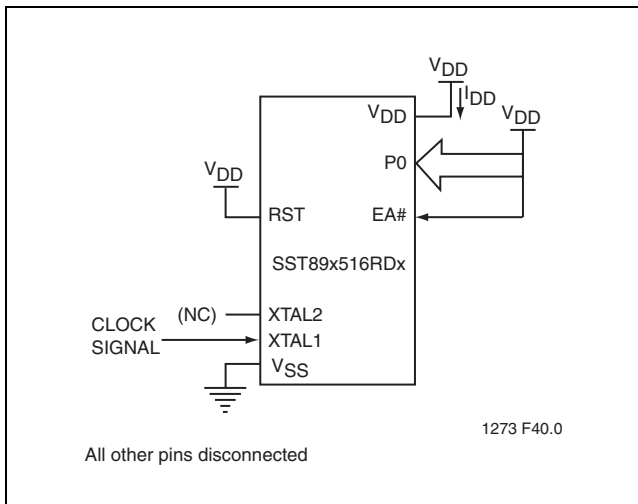 VDD
IDD
VDD
VDD
P0
VDD
RST
EA#
SST89x516RDx
(NC)
XTAL2
CLOCK
SIGNAL
XTAL1
VSS
1273 F40.0
All other pins disconnected